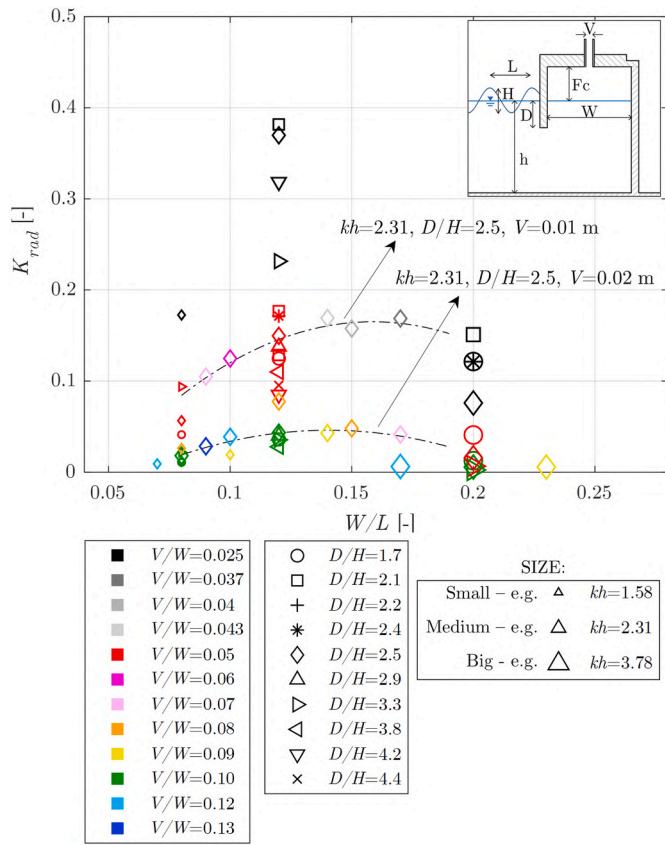 0.5
0.4
0.3
0.2
0.1
0
K_rad [-]
0.05
0.1
0.15
0.2
0.25
W/L [-]
V
L
H
Fc
D
W
h
kh=2.31, D/H=2.5, V=0.01 m
kh=2.31, D/H=2.5, V=0.02 m
V/W=0.025
V/W=0.037
V/W=0.04
V/W=0.043
V/W=0.05
V/W=0.06
V/W=0.07
V/W=0.08
V/W=0.09
V/W=0.10
V/W=0.12
V/W=0.13
D/H=1.7
D/H=2.1
D/H=2.2
D/H=2.4
D/H=2.5
D/H=2.9
D/H=3.3
D/H=3.8
D/H=4.2
D/H=4.4
SIZE:
Small – e.g. kh=1.58
Medium – e.g. kh=2.31
Big - e.g. kh=3.78